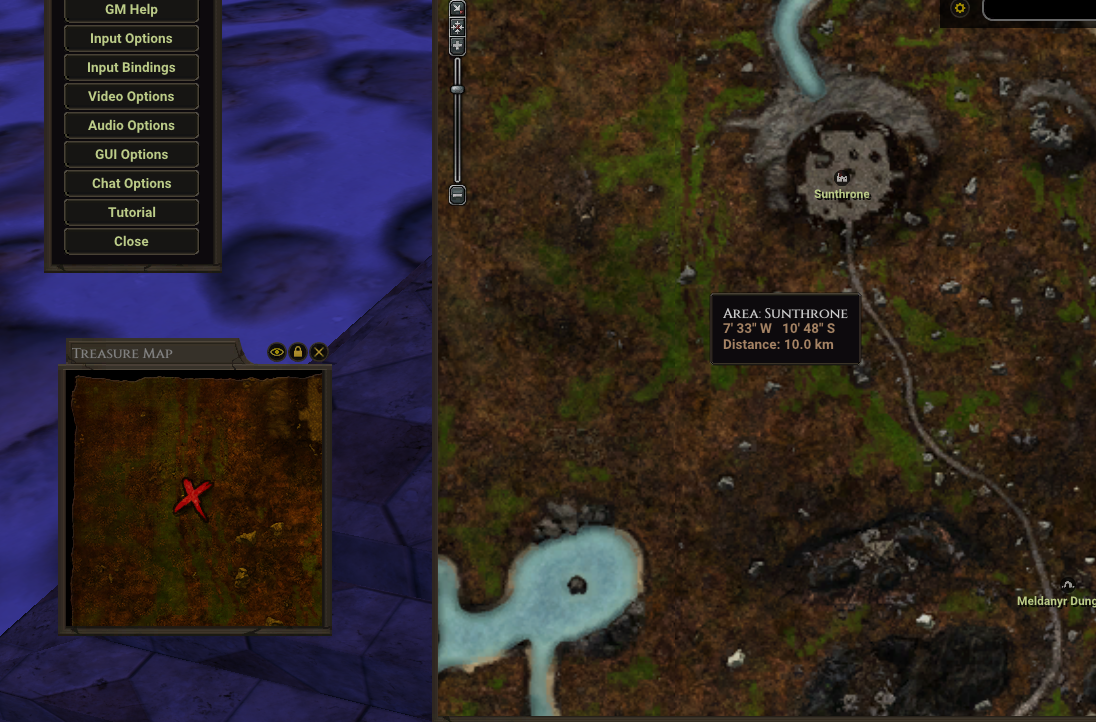 GM Help
Input Options
Input Bindings
Video Options
Audio Options
GUI Options
Chat Options
Tutorial
Close
Treasure Map
Sunthrone
Area: Sunthrone
7' 33" W 10' 48" S
Distance: 10.0 km
Meldanyr Dung